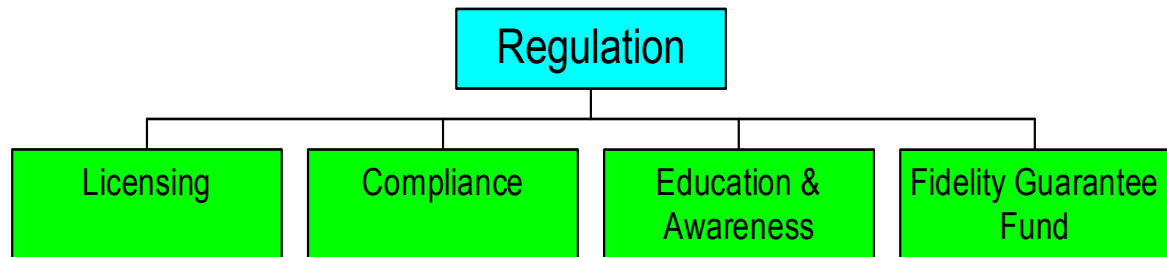 Regulation
Licensing
Compliance
Education &
Awareness
Fidelity Guarantee
Fund